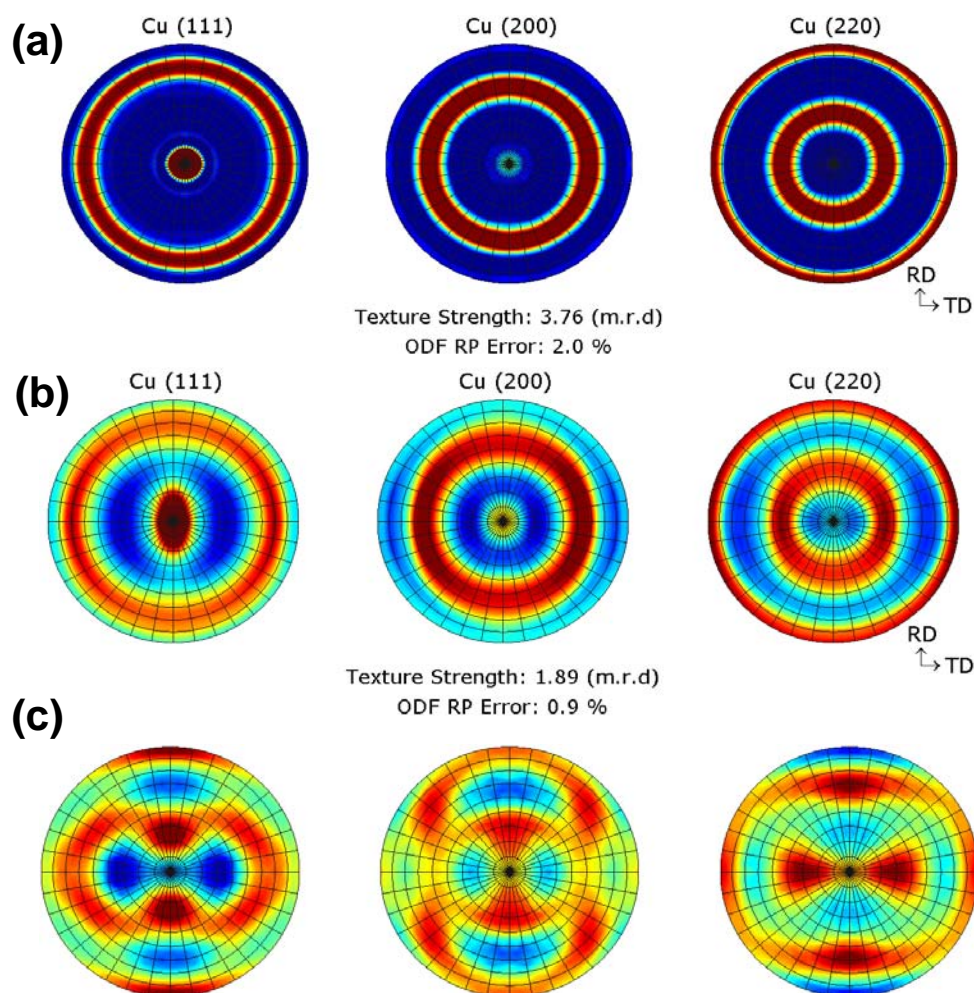 (a)
Cu (111) Cu (200) Cu (220)
RD
TD
Texture Strength: 3.76 (m.r.d)
ODF RP Error: 2.0 %
(b)
Cu (111) Cu (200) Cu (220)
RD
TD
Texture Strength: 1.89 (m.r.d)
ODF RP Error: 0.9 %
(c)